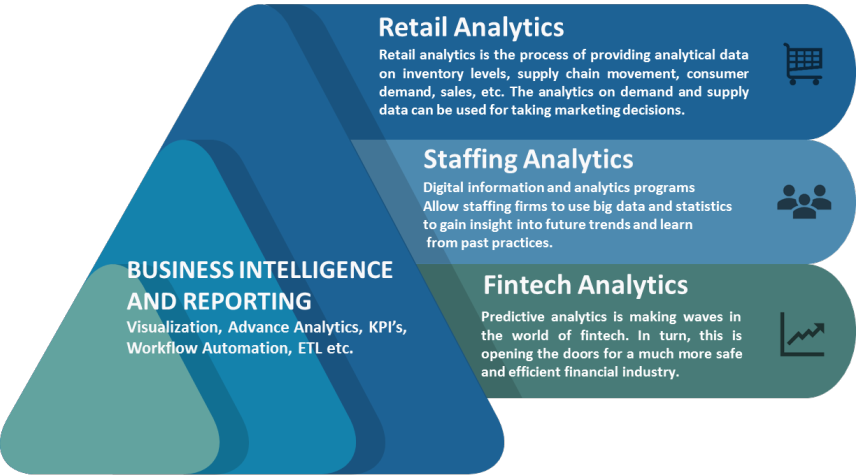 Retail Analytics
Retail analytics is the process of providing analytical data
on inventory levels, supply chain movement, consumer
demand, sales, etc. The analytics on demand and supply
data can be used for taking marketing decisions.
Staffing Analytics
Digital information and analytics programs
Allow staffing firms to use big data and statistics
to gain insight into future trends and learn
from past practices.
BUSINESS INTELLIGENCE
AND REPORTING
Visualization, Advance Analytics, KPI's,
Workflow Automation, ETL etc.
Fintech Analytics
Predictive analytics is making waves in
the world of fintech. In turn, this is
opening the doors for a much more safe
and efficient financial industry.